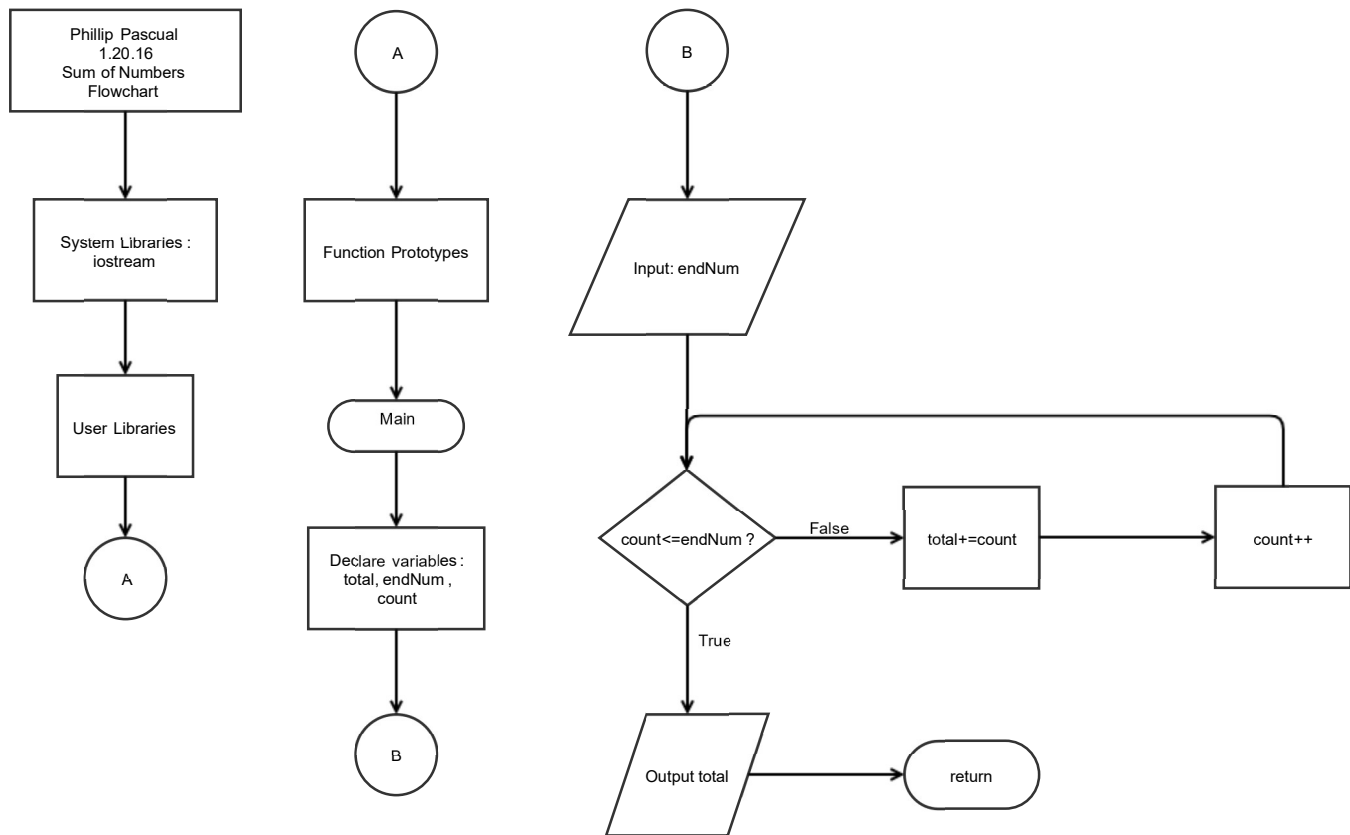 Phillip Pascual
1.20.16
Sum of Numbers
Flowchart
System Libraries :
iostream
User Libraries
A
A
Function Prototypes
Main
Declare variables :
total, endNum ,
count
B
B
Input: endNum
count<=endNum ?
False
total+=count
count++
True
Output total
return